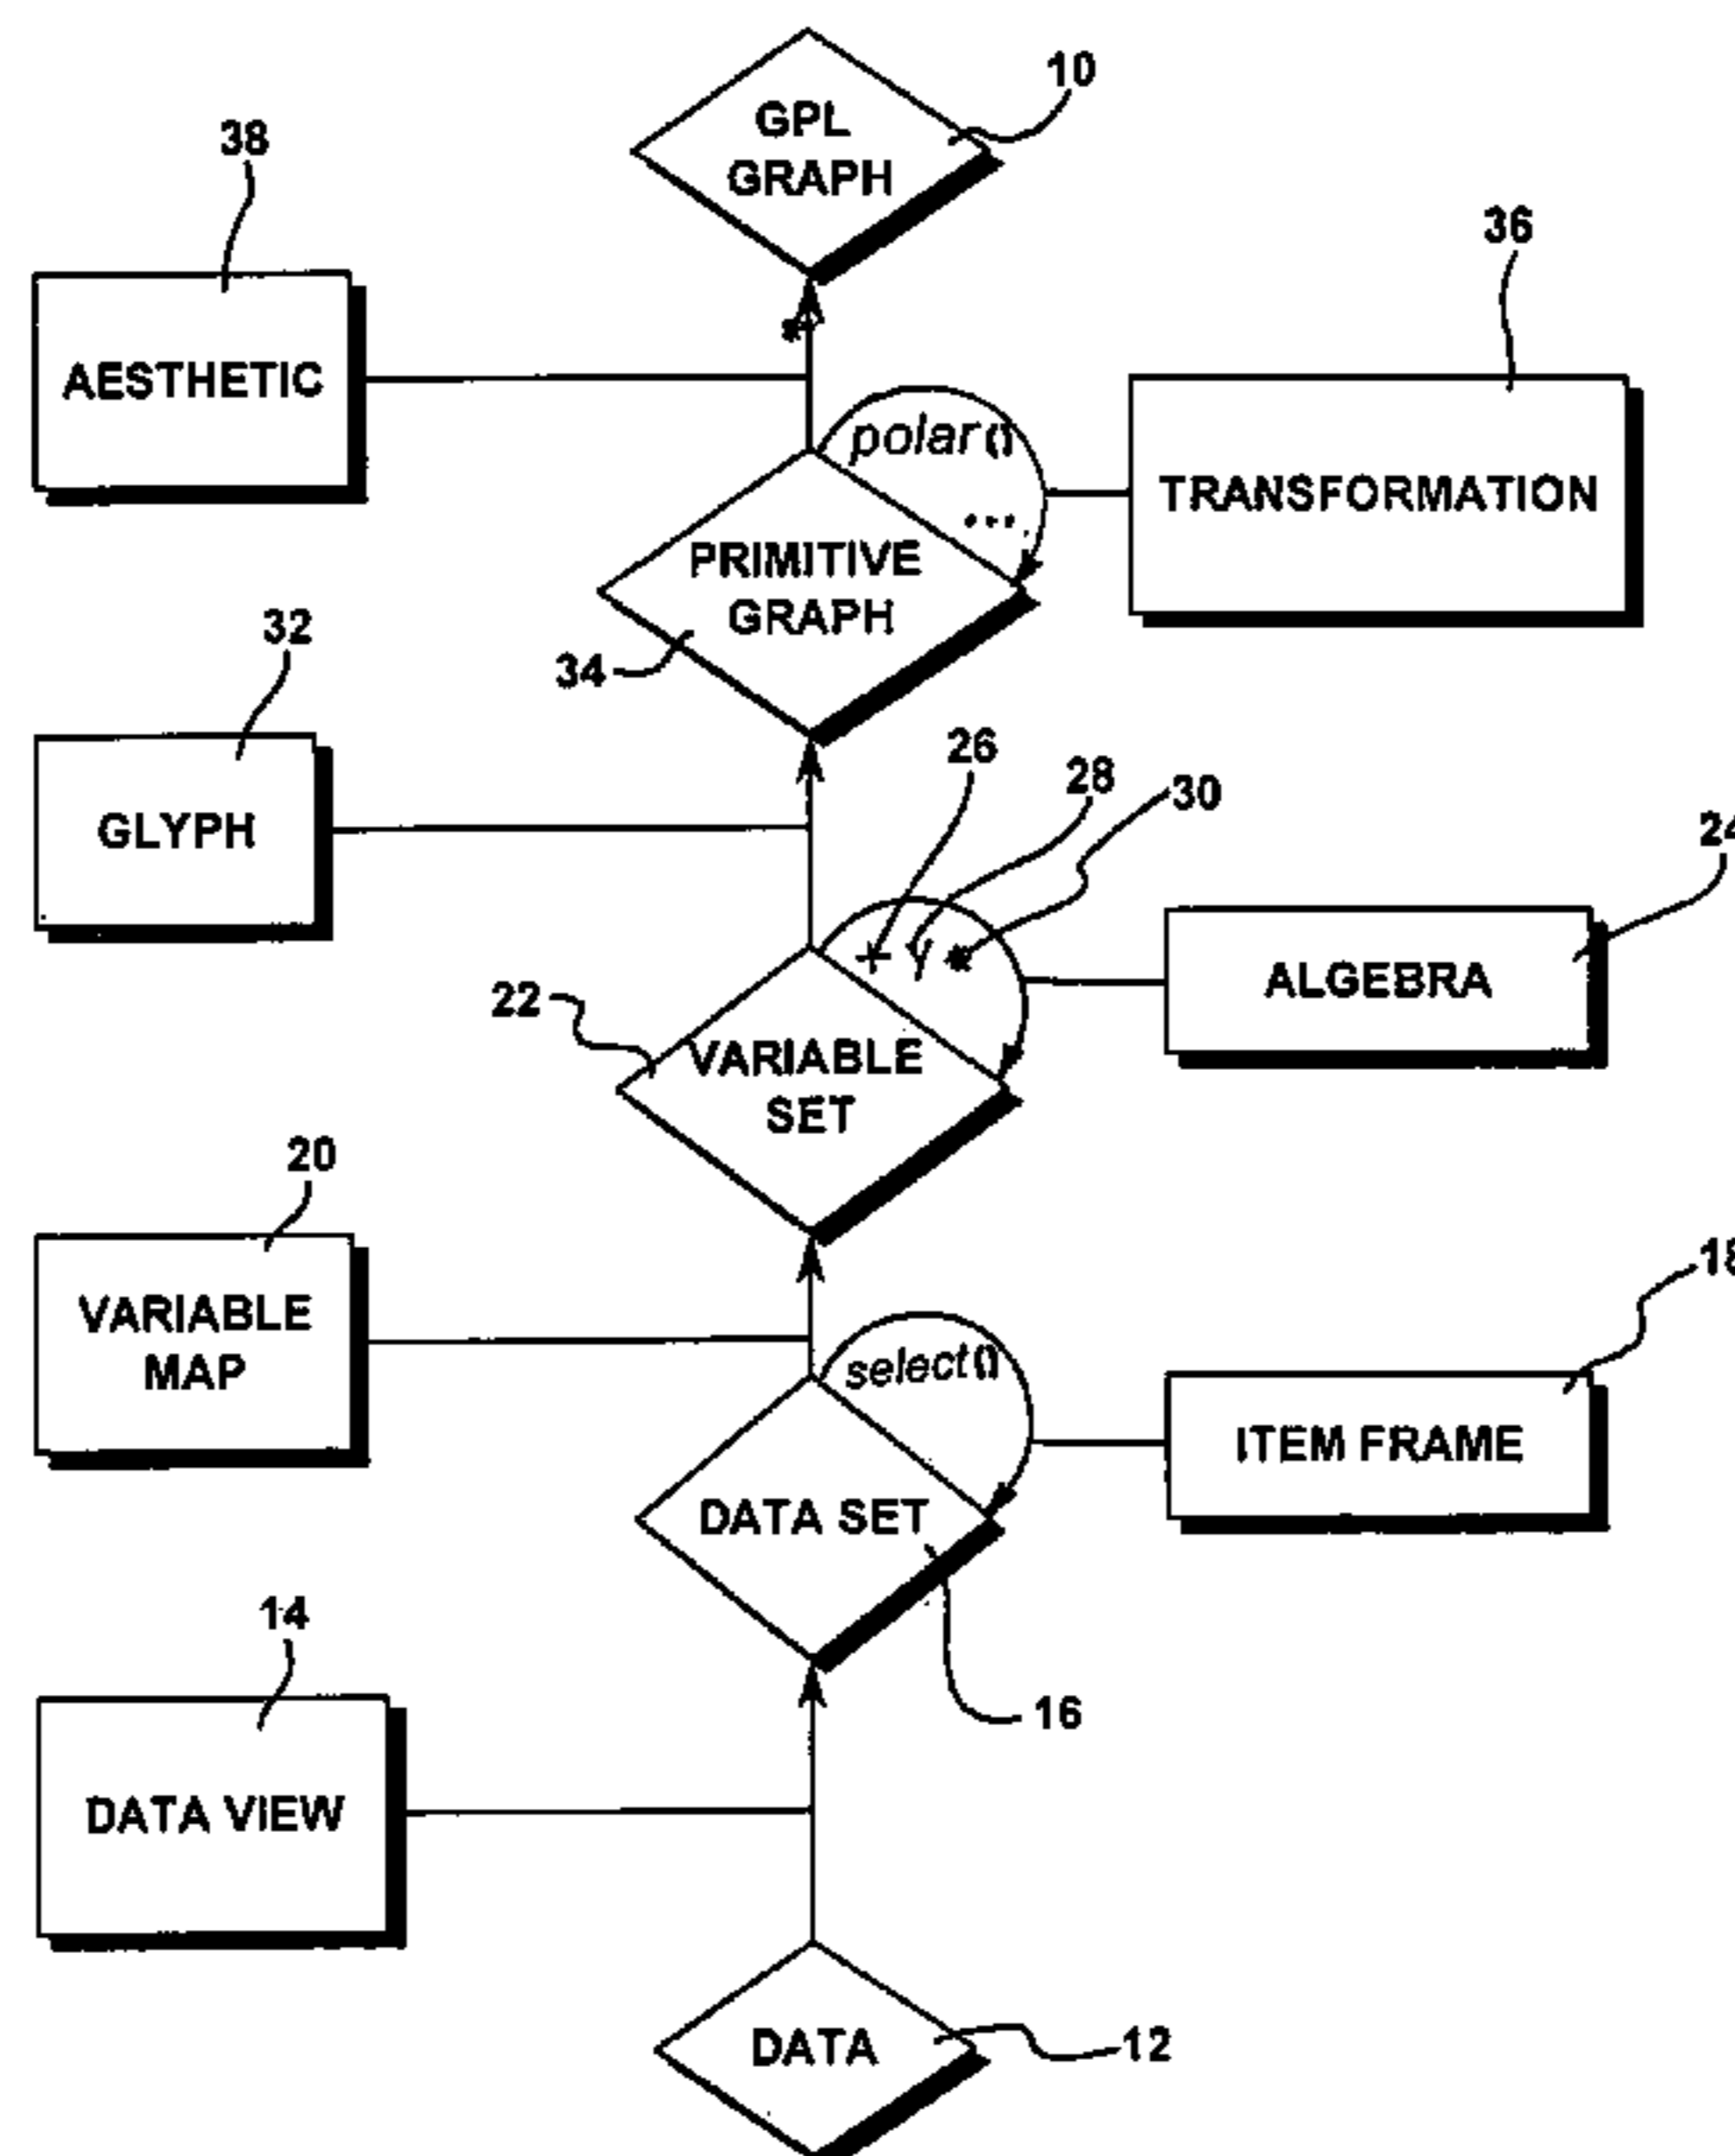 10
GPL
GRAPH
38
36
AESTHETIC
polar()
...
TRANSFORMATION
PRIMITIVE
GRAPH
34
32
26
28
30
24
GLYPH
+
/
*
ALGEBRA
22
VARIABLE
SET
20
18
VARIABLE
MAP
select()
ITEM FRAME
DATA SET
14
16
DATA VIEW
DATA
12